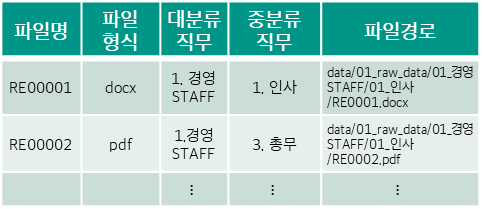 파일명
파일
형식
대분류
직무
중분류
직무
파일경로
RE00001
docx
1. 경영
STAFF
1. 인사
data/01_raw_data/01_경영
STAFF/01_인사
/RE0001.docx
RE00002
pdf
1.경영
STAFF
3. 총무
data/01_raw_data/01_경영
STAFF/01_인사
/RE0002.pdf
⋮
⋮
⋮